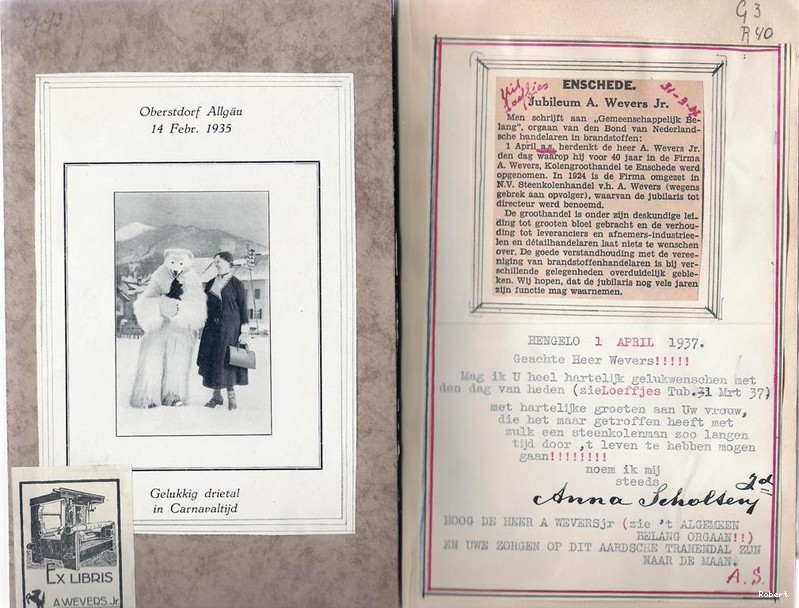 Oberstdorf Allgäu
14 Febr. 1935
Gelukkig drietal
in Carnavaltijd
EX LIBRIS
A.WEVERS Jr.
G 3
R 40
ENSCHEDE.
Jubileum A. Wevers Jr.
Men schrijft aan „Gemeenschappelijk Be-
lang", orgaan van den Bond van Nederland-
sche handelaren in brandstoffen:
1 April a.s. herdenkt de heer A. Wevers Jr.
den dag waarop hij voor 40 jaar in de Firma
A. Wevers, Kolengroothandel te Enschede werd
opgenomen. In 1924 is de Firma omgezet in
N.V. Steenkolenhandel v.h. A. Wevers (wegens
gebrek aan opvolger), waarvan de jubilaris tot
directeur werd benoemd.
De groothandel is onder zijn deskundige lei-
ding tot grooten bloei gebracht en de verhou-
ding tot leveranciers en afnemers-industriee-
len en détailhandelaren laat niets te wenschen
over. De goede verstandhouding met de veree-
niging van brandstoffenhandelaren is bij ver-
schillende gelegenheden overduidelijk geble-
ken. Wij hopen, dat de jubilaris nog vele jaren
zijn functie mag waarnemen.
HENGELO 1 APRIL 1937.
Geachte Heer Wevers!!!!!
Mag ik U heel hartelijk gelukwenschen met
den dag van heden (zieLoeffjes Tub.31 Mrt 37)
met hartelijke groeten aan Uw vrouw,
die het maar getroffen heeft met
zulk een steenkolenman zoo langen
tijd door ,t leven te hebben mogen
gaan!!!!!!!!
noem ik mij
steeds
Anna Scholten
HOOG DE HEER A WEVERSjr (zie 't ALGEMEEN
BELANG ORGAAN!!)
EN UWE ZORGEN OP DIT AARDSCHE TRANENDAL ZIJN
NAAR DE MAAN.
A.S.
Robert